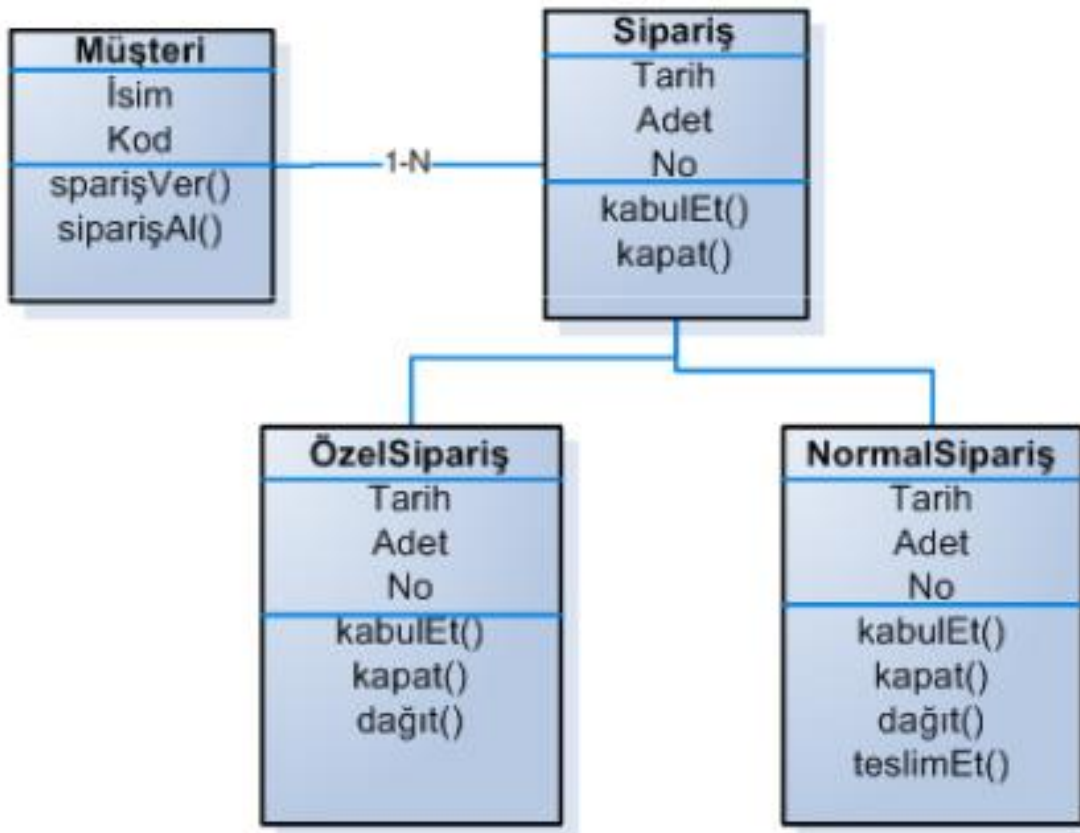 Müşteri
İsim
Kod
sparişVer()
siparişAl()
1-N
Sipariş
Tarih
Adet
No
kabulEt()
kapat()
ÖzelSipariş
Tarih
Adet
No
kabulEt()
kapat()
dağıt()
NormalSipariş
Tarih
Adet
No
kabulEt()
kapat()
dağıt()
teslimEt()